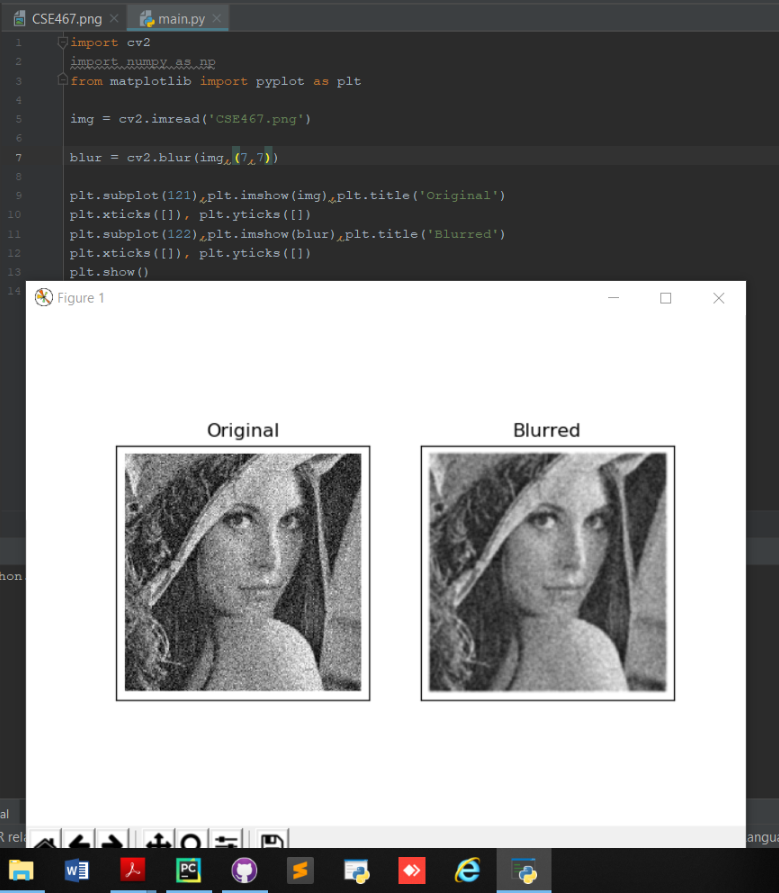 CSE467.png main.py
1 import cv2
2 import numpy as np
3 from matplotlib import pyplot as plt
4
5 img = cv2.imread('CSE467.png')
6
7 blur = cv2.blur(img,(7,7))
8
9 plt.subplot(121),plt.imshow(img),plt.title('Original')
10 plt.xticks([]), plt.yticks([])
11 plt.subplot(122),plt.imshow(blur),plt.title('Blurred')
12 plt.xticks([]), plt.yticks([])
13 plt.show()
14
Figure 1
Original Blurred
hon
al
R rela
angua
W PC S e